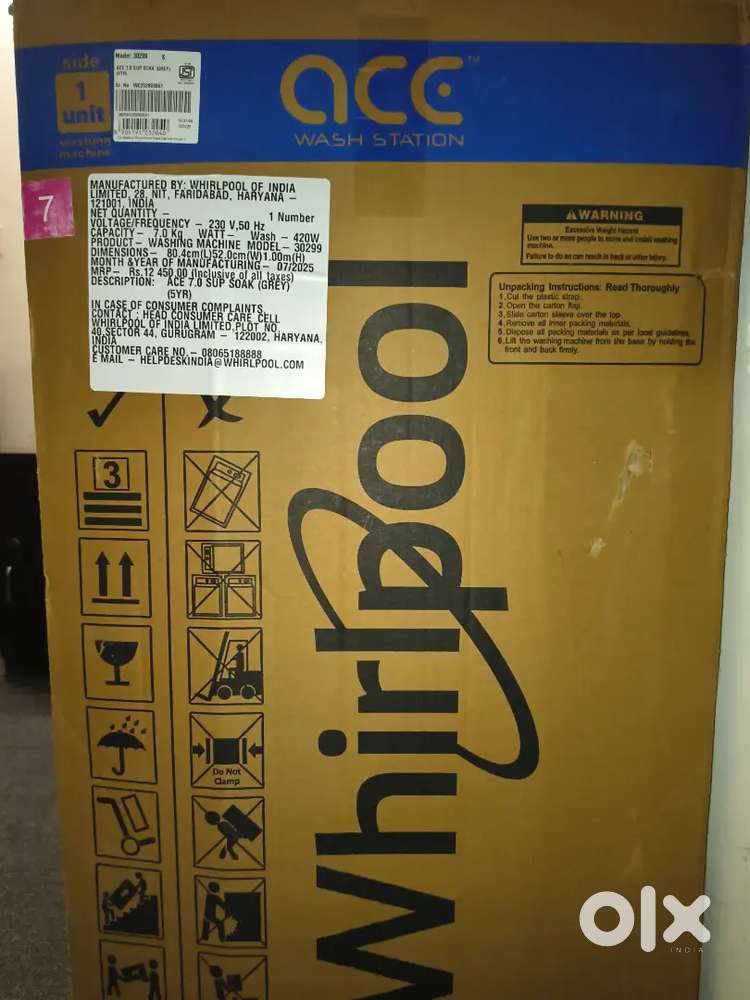 side
1
unit
washing
machine
Model: 30299 S
ACE 7.0 SUP SOAK (GREY)
(5YR)
ace™
WASH STATION
7
MANUFACTURED BY: WHIRLPOOL OF INDIA
LIMITED, 28, NIT, FARIDABAD, HARYANA –
121001, INDIA
NET QUANTITY – 1 Number
VOLTAGE/FREQUENCY – 230 V,50 Hz
CAPACITY – 7.0 Kg WATT – Wash – 420W
PRODUCT – WASHING MACHINE MODEL– 30299
DIMENSIONS – 80.4cm(L)52.0cm(W)1.00m(H)
MONTH &YEAR OF MANUFACTURING – 07/2025
MRP – Rs.12 450.00 (Inclusive of all taxes)
DESCRIPTION: ACE 7.0 SUP SOAK (GREY)
(5YR)
IN CASE OF CONSUMER COMPLAINTS,
CONTACT : HEAD CONSUMER CARE CELL
WHIRLPOOL OF INDIA LIMITED,PLOT NO.
40,SECTOR 44, GURUGRAM – 122002, HARYANA.
INDIA
CUSTOMER CARE NO. – 08065188888
E MAIL – HELPDESKINDIA@WHIRLPOOL.COM
WARNING
Excessive Weight Hazard
Use two or more people to move and install washing
machine.
Failure to do so can result in back or other injury.
Unpacking Instructions: Read Thoroughly
1.Cut the plastic strap.
2.Open the carton flap.
3.Slide carton sleeve over the top.
4.Remove all inner packing materials.
5.Dispose all packing materials as per local guidelines.
6.Lift the washing machine from the base by holding the
front and back firmly.
3
Do Not
Clamp
Whirlpool
olx
INDIA